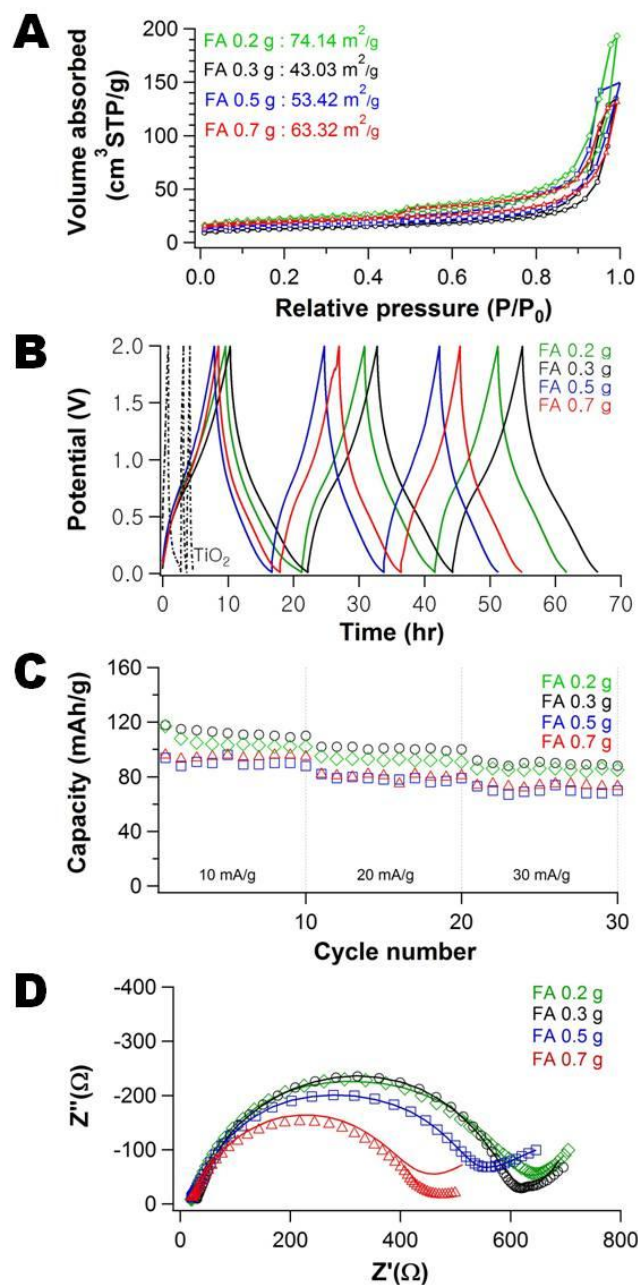 A
Volume absorbed
(cm³STP/g)
200
150
100
50
0
FA 0.2 g : 74.14 m²/g
FA 0.3 g : 43.03 m²/g
FA 0.5 g : 53.42 m²/g
FA 0.7 g : 63.32 m²/g
0.0 0.2 0.4 0.6 0.8 1.0
Relative pressure (P/P₀)
B
Potential (V)
2.0
1.5
1.0
0.5
0.0
FA 0.2 g
FA 0.3 g
FA 0.5 g
FA 0.7 g
TiO₂
0 10 20 30 40 50 60 70
Time (hr)
C
Capacity (mAh/g)
160
120
80
40
0
FA 0.2 g
FA 0.3 g
FA 0.5 g
FA 0.7 g
10 mA/g 20 mA/g 30 mA/g
10 20 30
Cycle number
D
Z"(Ω)
-400
-300
-200
-100
0
FA 0.2 g
FA 0.3 g
FA 0.5 g
FA 0.7 g
0 200 400 600 800
Z'(Ω)